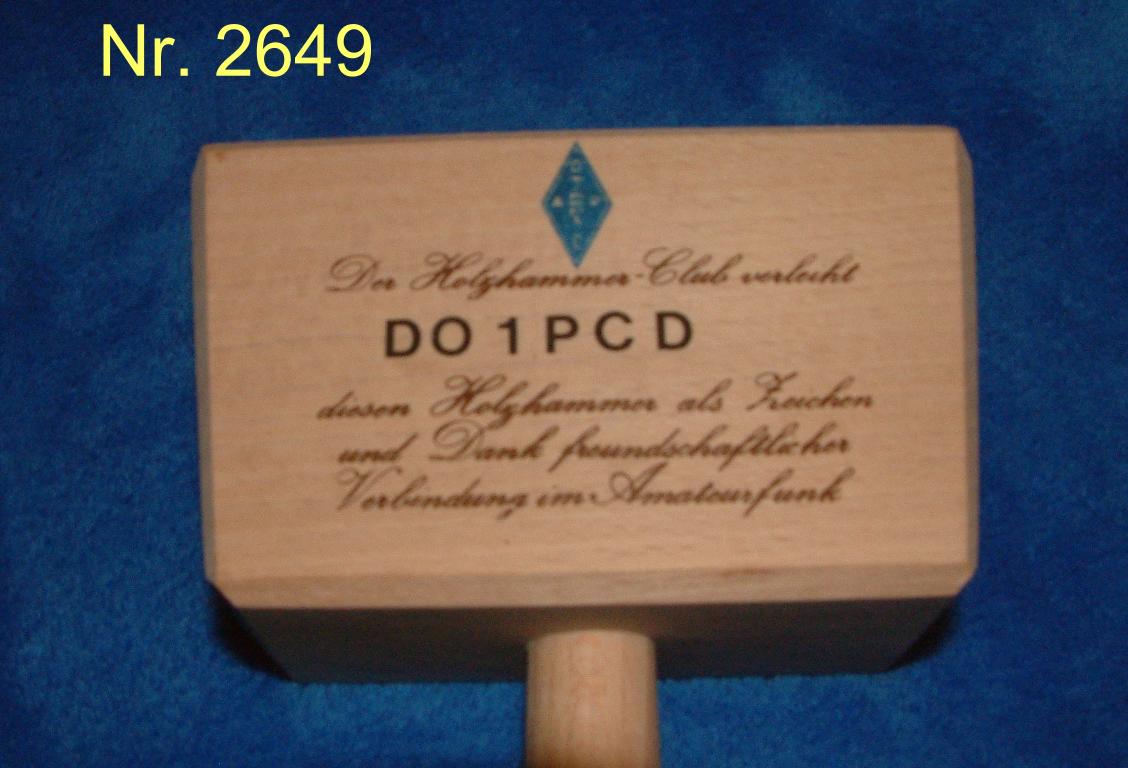 Nr. 2649
Der Holzhammer-Club verleiht
DO1PCD
diesen Holzhammer als Zeichen
und Dank freundschaftlicher
Verbindung im Amateurfunk